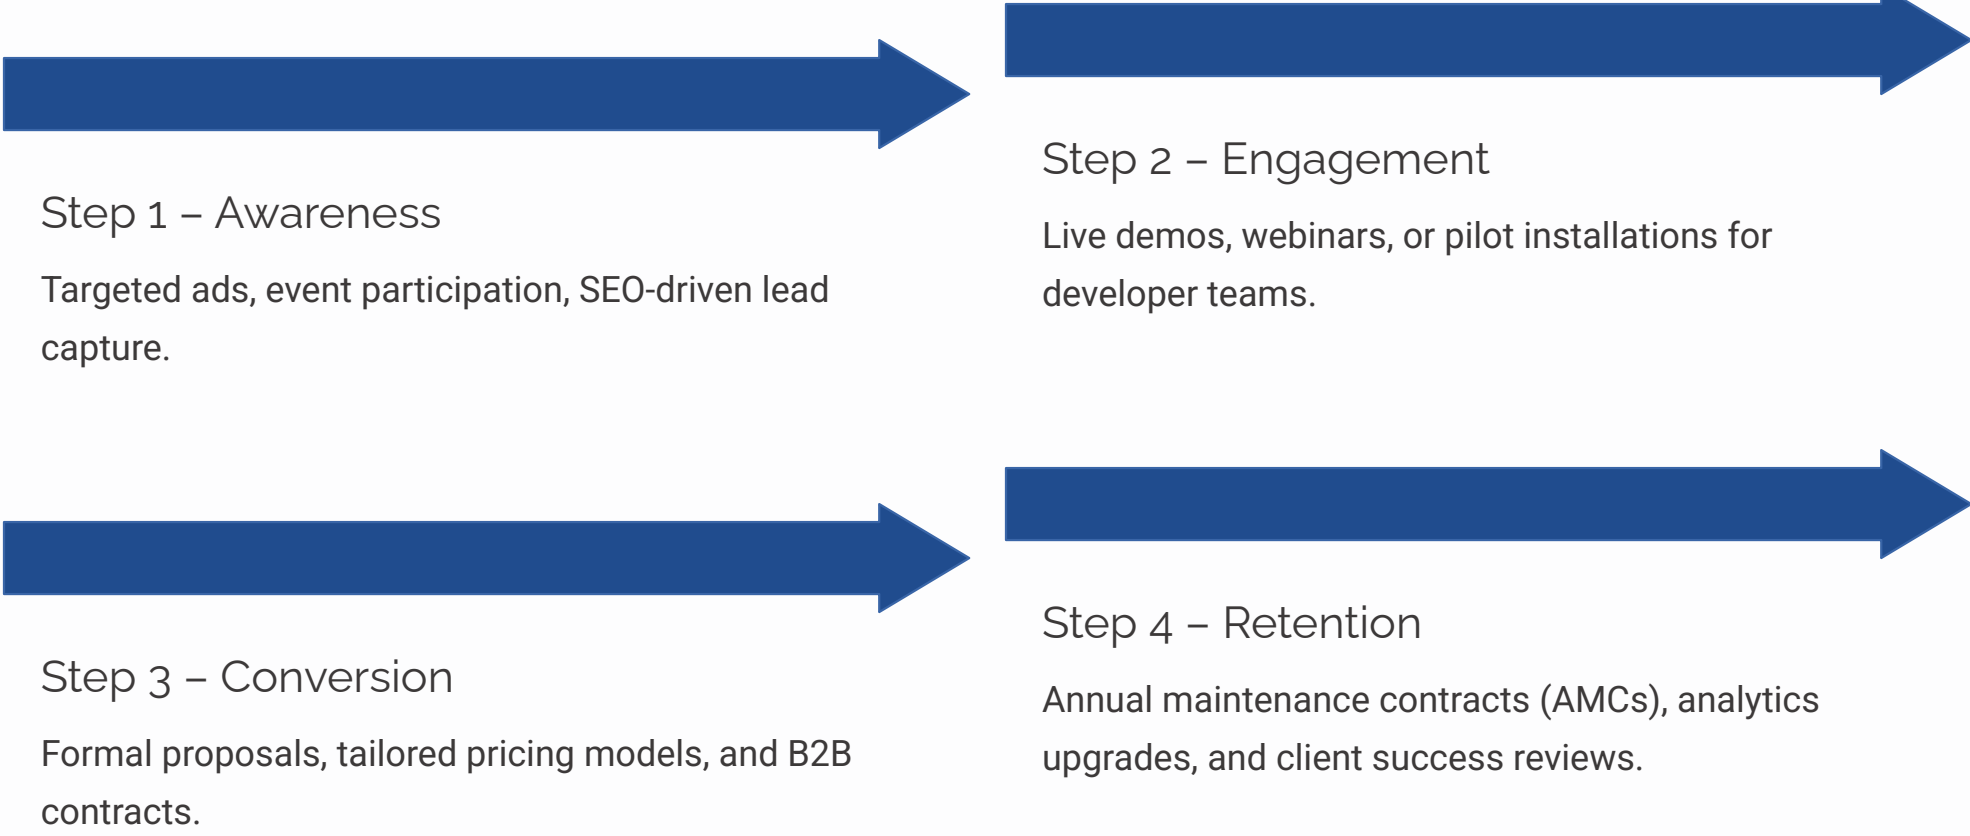 Step 1 – Awareness
Targeted ads, event participation, SEO-driven lead
capture.
Step 2 – Engagement
Live demos, webinars, or pilot installations for
developer teams.
Step 3 – Conversion
Formal proposals, tailored pricing models, and B2B
contracts.
Step 4 – Retention
Annual maintenance contracts (AMCs), analytics
upgrades, and client success reviews.